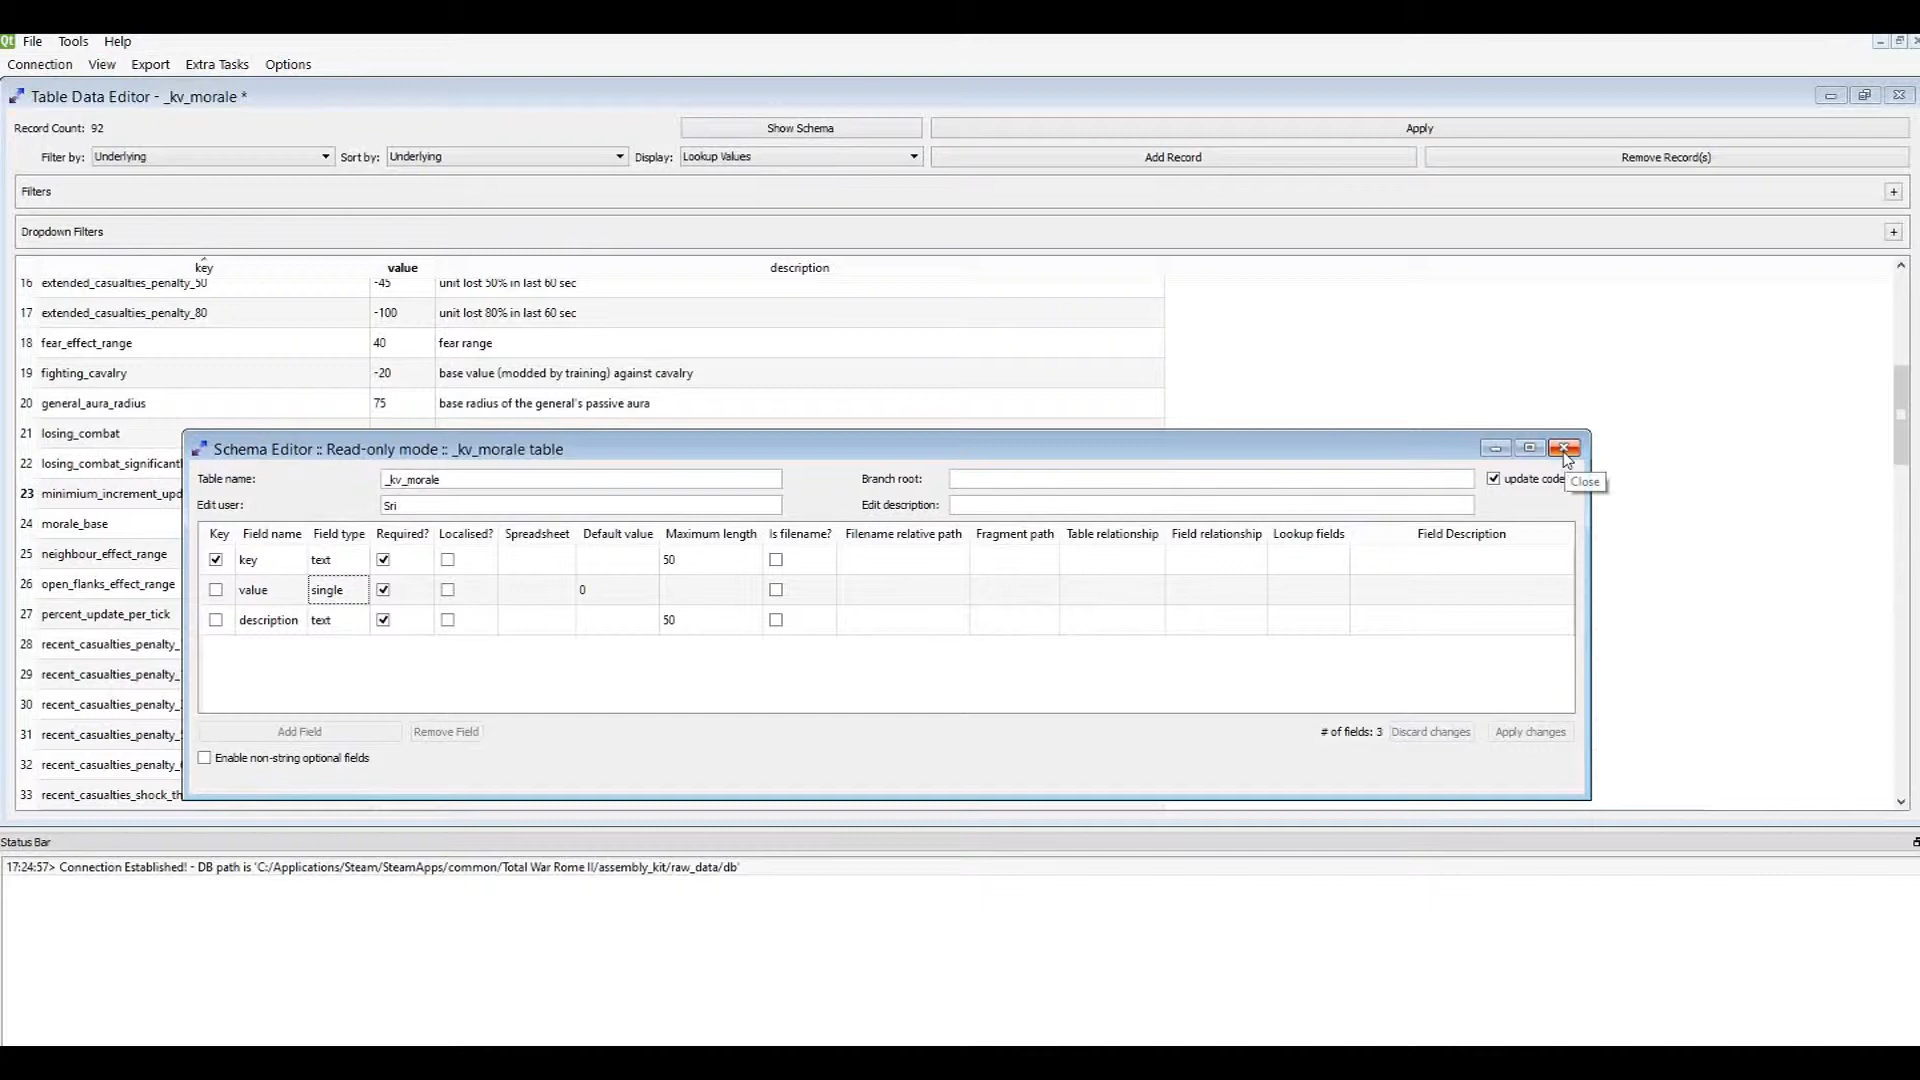 Qt File Tools Help
Connection View Export Extra Tasks Options
Table Data Editor - _kv_morale *
Record Count: 92 Show Schema Apply
Filter by: Underlying Sort by: Underlying Display: Lookup Values Add Record Remove Record(s)
Filters +
Dropdown Filters +
key value description
16 extended_casualties_penalty_50 -45 unit lost 50% in last 60 sec
17 extended_casualties_penalty_80 -100 unit lost 80% in last 60 sec
18 fear_effect_range 40 fear range
19 fighting_cavalry -20 base value (modded by training) against cavalry
20 general_aura_radius 75 base radius of the general's passive aura
21 losing_combat
22 losing_combat_significantl
23 minimium_increment_upd
24 morale_base
25 neighbour_effect_range
26 open_flanks_effect_range
27 percent_update_per_tick
28 recent_casualties_penalty_
29 recent_casualties_penalty_
30 recent_casualties_penalty_
31 recent_casualties_penalty_
32 recent_casualties_penalty_
33 recent_casualties_shock_th
Schema Editor :: Read-only mode :: _kv_morale table
Table name: _kv_morale Branch root: update code
Close
Edit user: Sri Edit description:
Key Field name Field type Required? Localised? Spreadsheet Default value Maximum length Is filename? Filename relative path Fragment path Table relationship Field relationship Lookup fields Field Description
key text 50
value single 0
description text 50
Add Field Remove Field # of fields: 3 Discard changes Apply changes
Enable non-string optional fields
Status Bar
17:24:57> Connection Established! - DB path is 'C:/Applications/Steam/SteamApps/common/Total War Rome II/assembly_kit/raw_data/db'